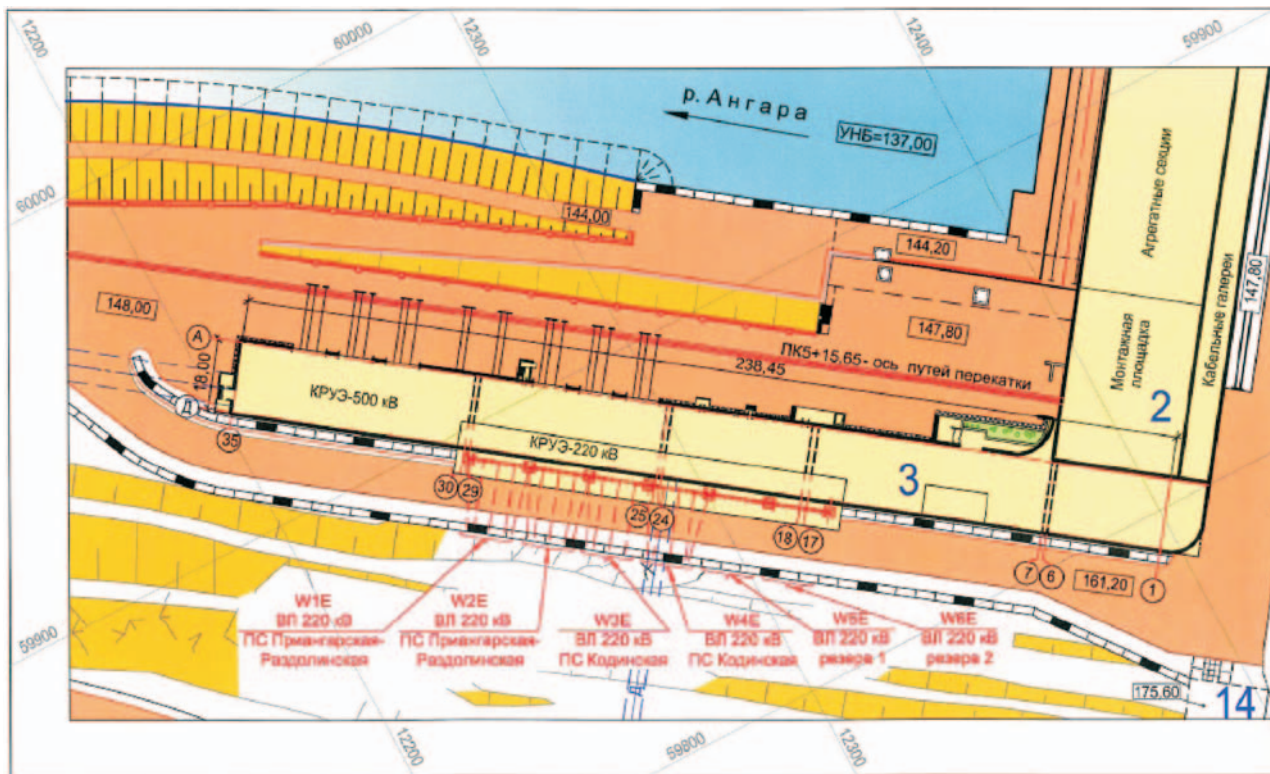 12200
60000
12300
12400
59900
р. Ангара
УНБ=137,00
60000
144,00
144,20
Агрегатные секции
Кабельные галереи
147,80
148,00
А
18,00
147,80
ПК5+15,65- ось путей перекатки
238,45
Монтажная
площадка
2
КРУЭ-500 кВ
Д
35
КРУЭ-220 кВ
3
30
29
25
24
18
17
7
6
161,20
1
W1E
ВЛ 220 кВ
ПС Приангарская-
Раздолинская
W2E
ВЛ 220 кВ
ПС Приангарская-
Раздолинская
W3E
ВЛ 220 кВ
ПС Кодинская
W4E
ВЛ 220 кВ
ПС Кодинская
W5E
ВЛ 220 кВ
резерв 1
W6E
ВЛ 220 кВ
резерв 2
59900
175,60
14
12200
59800
12300